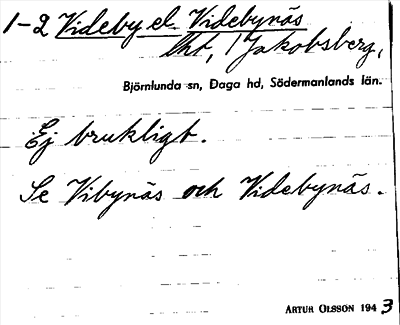 1-2 Videby el. Videbynäs
lht, 1 Jakobsberg,
Björnlunda sn, Daga hd, Södermanlands län.
Ej brukligt.
Se Vibynäs och Videbynäs.
ARTUR OLSSON 1943